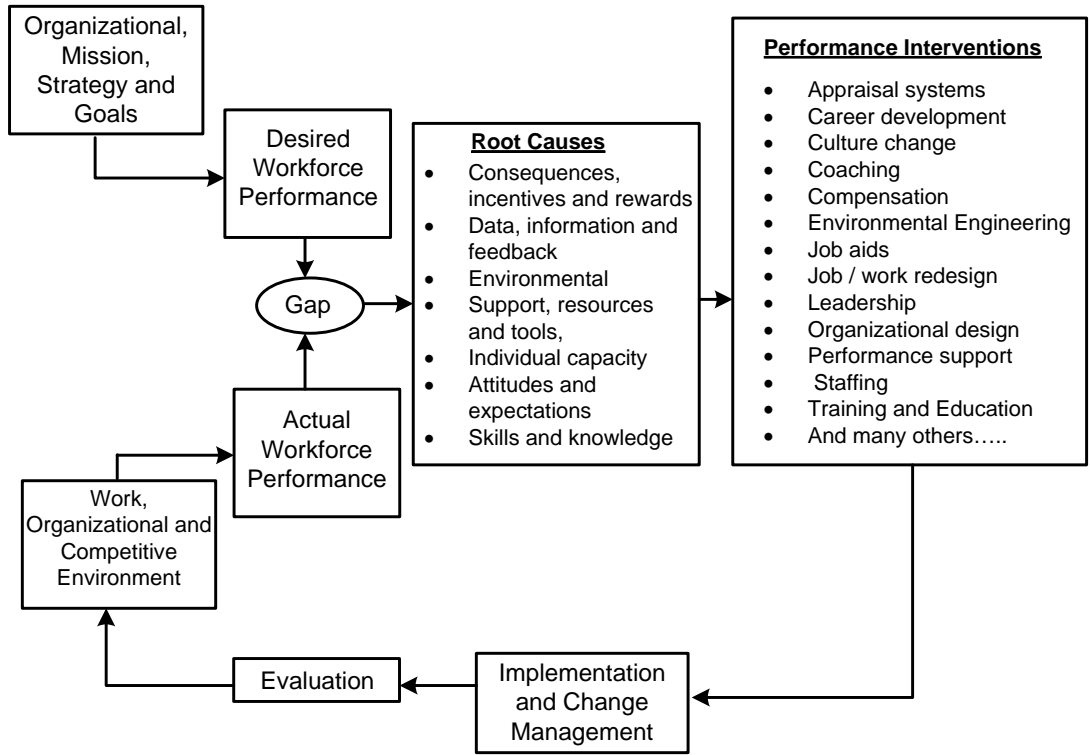 Organizational,
Mission,
Strategy and
Goals
Desired
Workforce
Performance
Gap
Actual
Workforce
Performance
Work,
Organizational and
Competitive
Environment
Root Causes
• Consequences,
incentives and rewards
• Data, information and
feedback
• Environmental
• Support, resources
and tools,
• Individual capacity
• Attitudes and
expectations
• Skills and knowledge
Performance Interventions
• Appraisal systems
• Career development
• Culture change
• Coaching
• Compensation
• Environmental Engineering
• Job aids
• Job / work redesign
• Leadership
• Organizational design
• Performance support
• Staffing
• Training and Education
• And many others…..
Implementation
and Change
Management
Evaluation